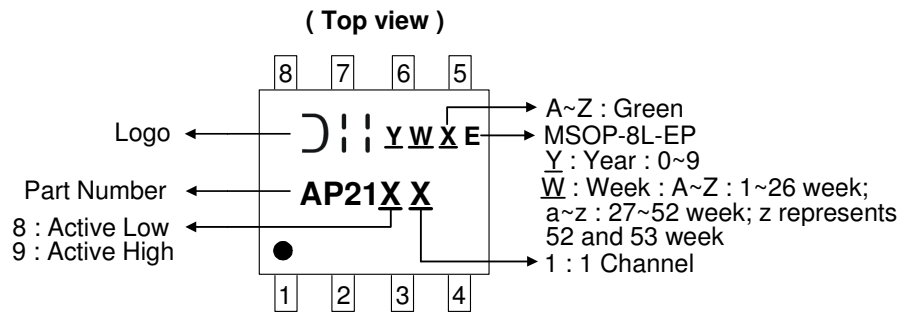 ( Top view )
8 7 6 5
Logo
Y W X E
A~Z : Green
MSOP-8L-EP
Y : Year : 0~9
W : Week : A~Z : 1~26 week;
a~z : 27~52 week; z represents
52 and 53 week
Part Number
AP21X X
8 : Active Low
9 : Active High
1 : 1 Channel
1 2 3 4